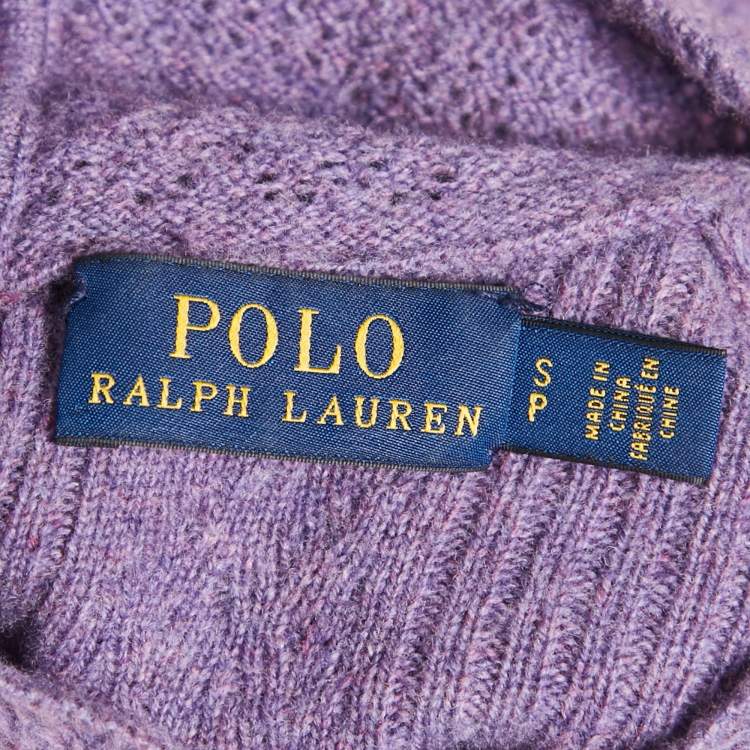 POLO
RALPH LAUREN
S
P
MADE IN
CHINA
FABRIQUÉ EN
CHINE